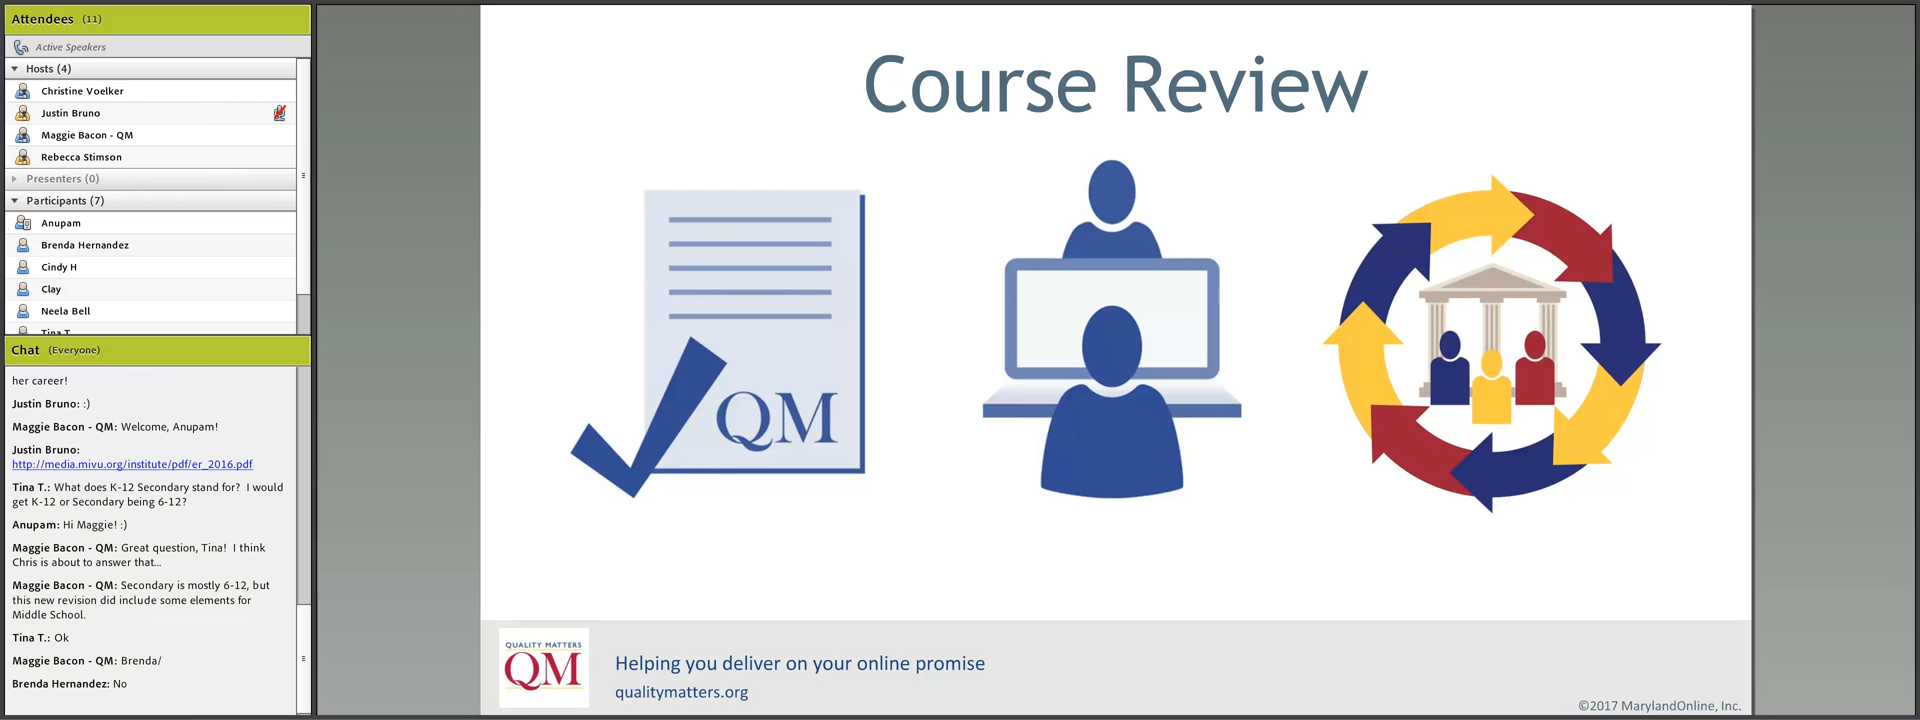 Attendees (11)
Active Speakers
Hosts (4)
Christine Voelker
Justin Bruno
Maggie Bacon - QM
Rebecca Stimson
Presenters (0)
Participants (7)
Anupam
Brenda Hernandez
Cindy H
Clay
Neela Bell
Tina T.
Chat (Everyone)
her career!
Justin Bruno: :)
Maggie Bacon - QM: Welcome, Anupam!
Justin Bruno:
http://media.mivu.org/institute/pdf/er_2016.pdf
Tina T.: What does K-12 Secondary stand for? I would
get K-12 or Secondary being 6-12?
Anupam: Hi Maggie! :)
Maggie Bacon - QM: Great question, Tina! I think
Chris is about to answer that...
Maggie Bacon - QM: Secondary is mostly 6-12, but
this new revision did include some elements for
Middle School.
Tina T.: Ok
Maggie Bacon - QM: Brenda/
Brenda Hernandez: No
Course Review
QM
QUALITY MATTERS
QM
Helping you deliver on your online promise
qualitymatters.org
©2017 MarylandOnline, Inc.